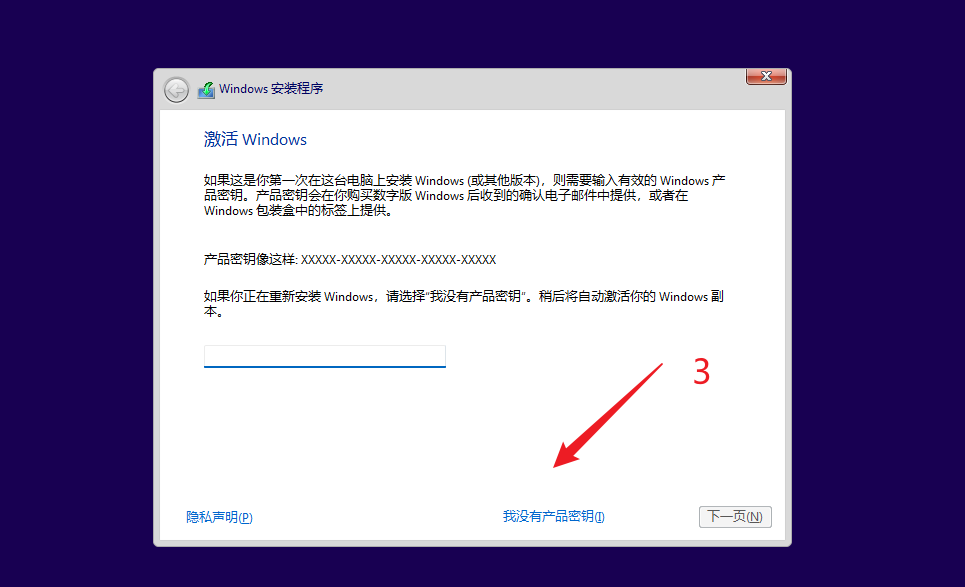 Windows 安装程序
激活 Windows
如果这是你第一次在这台电脑上安装 Windows (或其他版本)，则需要输入有效的 Windows 产
品密钥。产品密钥会在你购买数字版 Windows 后收到的确认电子邮件中提供，或者在
Windows 包装盒中的标签上提供。
产品密钥像这样: XXXXX-XXXXX-XXXXX-XXXXX-XXXXX
如果你正在重新安装 Windows，请选择“我没有产品密钥”。稍后将自动激活你的 Windows 副
本。
3
隐私声明(P)
我没有产品密钥(I)
下一页(N)